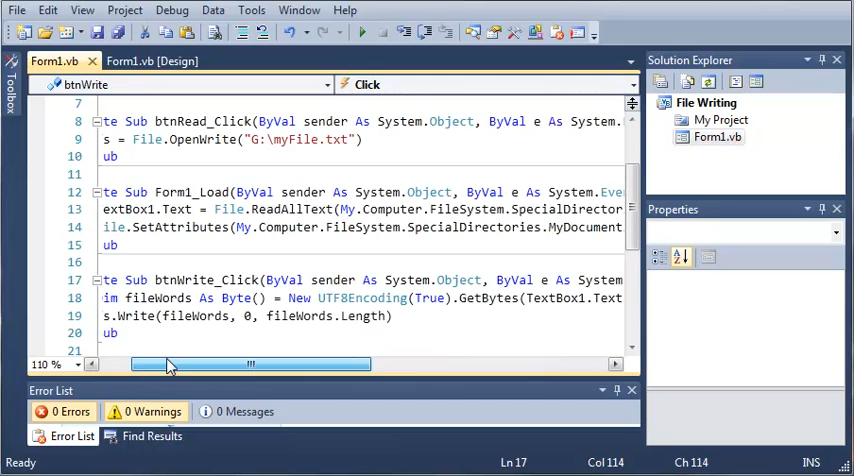 File Edit View Project Debug Data Tools Window Help
Form1.vb Form1.vb [Design]
Solution Explorer
Toolbox
btnWrite Click
File Writing
My Project
Form1.vb
7
8 te Sub btnRead_Click(ByVal sender As System.Object, ByVal e As System.E
9 s = File.OpenWrite("G:\myFile.txt")
10 ub
11
12 te Sub Form1_Load(ByVal sender As System.Object, ByVal e As System.Eve
13 extBox1.Text = File.ReadAllText(My.Computer.FileSystem.SpecialDirector
14 ile.SetAttributes(My.Computer.FileSystem.SpecialDirectories.MyDocument
15 ub
16
17 te Sub btnWrite_Click(ByVal sender As System.Object, ByVal e As System
18 im fileWords As Byte() = New UTF8Encoding(True).GetBytes(TextBox1.Text
19 s.Write(fileWords, 0, fileWords.Length)
20 ub
21
110 %
Properties
Error List
0 Errors 0 Warnings 0 Messages
Error List Find Results
Ready Ln 17 Col 114 Ch 114 INS